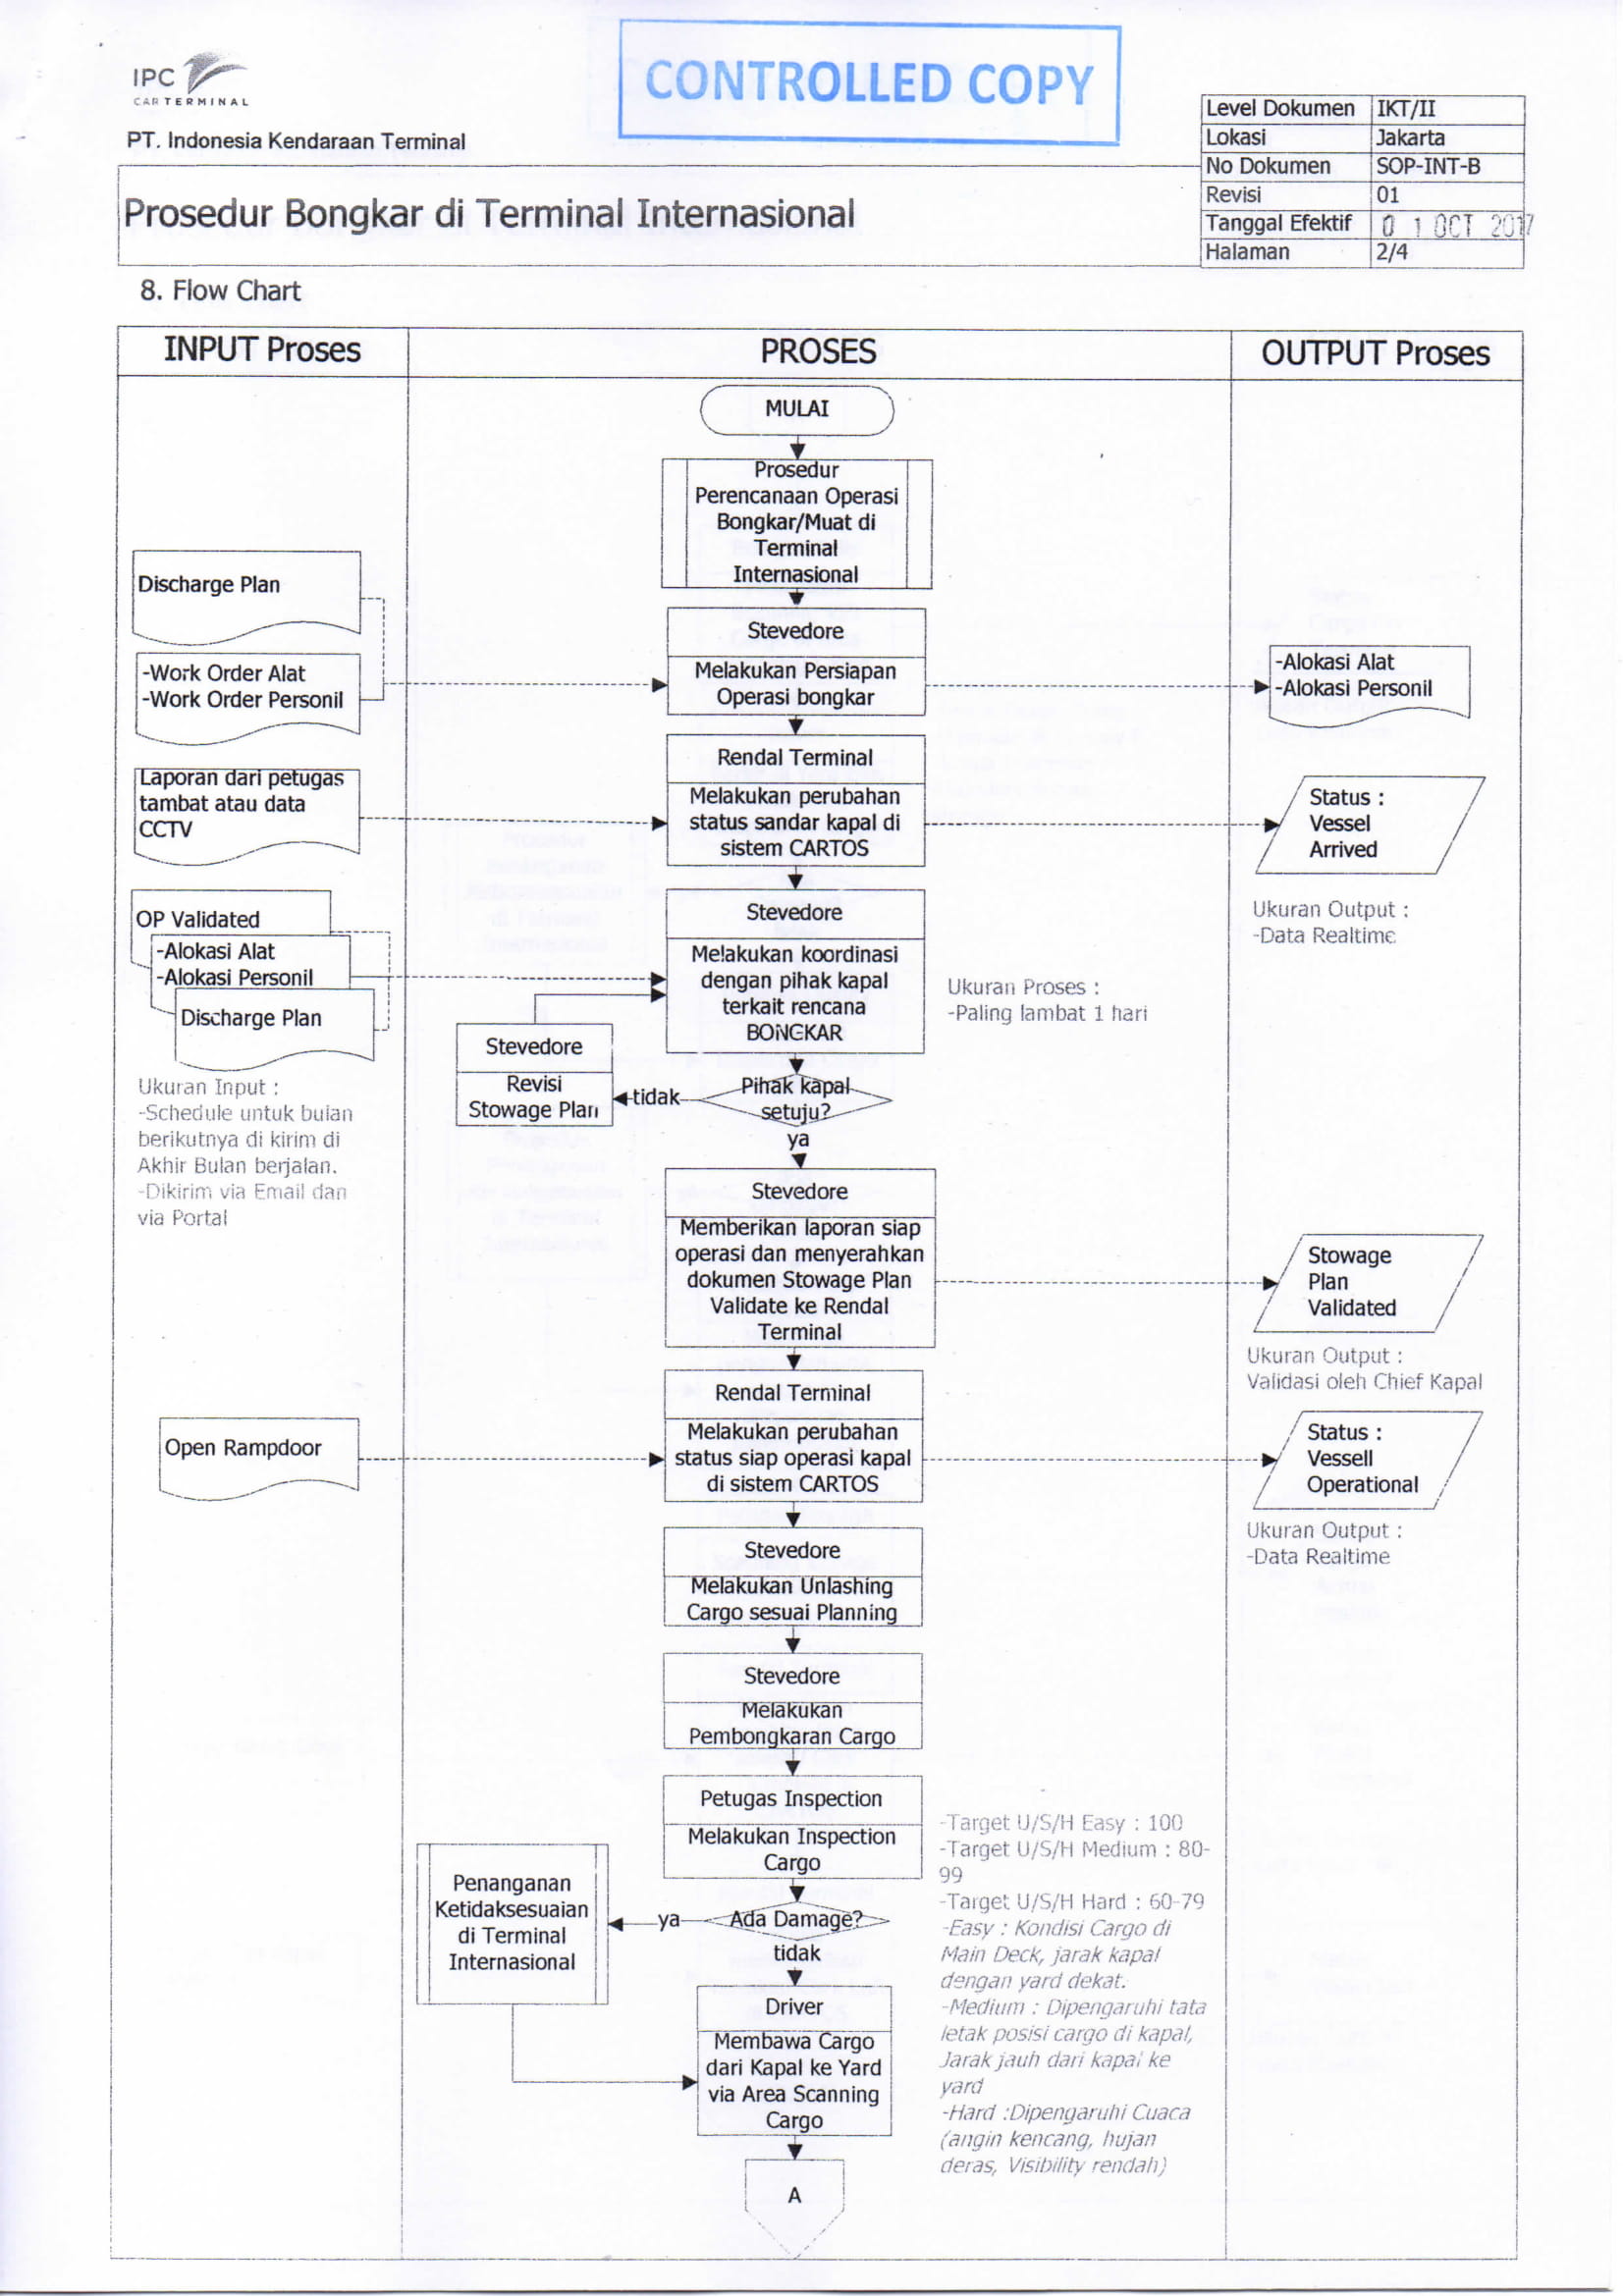 IPC
CAR TERMINAL
PT. Indonesia Kendaraan Terminal
CONTROLLED COPY
Level Dokumen IKT/II
Lokasi Jakarta
No Dokumen SOP-INT-B
Revisi 01
Tanggal Efektif 0 1 OCT 2017
Halaman 2/4
Prosedur Bongkar di Terminal Internasional
8. Flow Chart
INPUT Proses
PROSES
OUTPUT Proses
MULAI
Prosedur
Perencanaan Operasi
Bongkar/Muat di
Terminal
Internasional
Discharge Plan
-Work Order Alat
-Work Order Personil
Stevedore
Melakukan Persiapan
Operasi bongkar
-Alokasi Alat
-Alokasi Personil
Laporan dari petugas
tambat atau data
CCTV
Rendal Terminal
Melakukan perubahan
status sandar kapal di
sistem CARTOS
Status :
Vessel
Arrived
Ukuran Output :
-Data Realtime
OP Validated
-Alokasi Alat
-Alokasi Personil
Discharge Plan
Ukuran Input :
-Schedule untuk bulan
berikutnya di kirim di
Akhir Bulan berjalan.
-Dikirim via Email dan
via Portal
Stevedore
Melakukan koordinasi
dengan pihak kapal
terkait rencana
BONGKAR
Ukuran Proses :
-Paling lambat 1 hari
Stevedore
Revisi
Stowage Plan
tidak
Pihak kapal
setuju?
ya
Stevedore
Memberikan laporan siap
operasi dan menyerahkan
dokumen Stowage Plan
Validate ke Rendal
Terminal
Stowage
Plan
Validated
Ukuran Output :
Validasi oleh Chief Kapal
Open Rampdoor
Rendal Terminal
Melakukan perubahan
status siap operasi kapal
di sistem CARTOS
Status :
Vessell
Operational
Ukuran Output :
-Data Realtime
Stevedore
Melakukan Unlashing
Cargo sesuai Planning
Stevedore
Melakukan
Pembongkaran Cargo
Petugas Inspection
Melakukan Inspection
Cargo
Ada Damage?
ya
tidak
Penanganan
Ketidaksesuaian
di Terminal
Internasional
Driver
Membawa Cargo
dari Kapal ke Yard
via Area Scanning
Cargo
A
-Target U/S/H Easy : 100
-Target U/S/H Medium : 80-
99
-Target U/S/H Hard : 60-79
-Easy : Kondisi Cargo di
Main Deck, jarak kapal
dengan yard dekat.
-Medium : Dipengaruhi tata
letak posisi cargo di kapal,
Jarak jauh dari kapal ke
yard
-Hard :Dipengaruhi Cuaca
(angin kencang, hujan
deras, Visibility rendah)